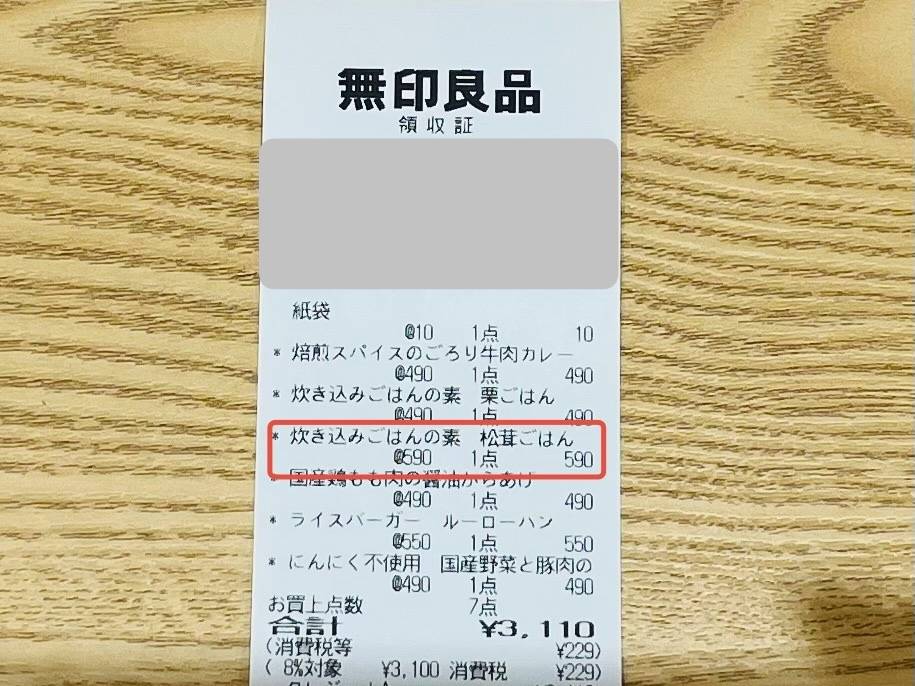 無印良品
領収証
紙袋
@10 1点 10
* 焙煎スパイスのごろり牛肉カレー
@490 1点 490
* 炊き込みごはんの素 栗ごはん
@490 1点 490
* 炊き込みごはんの素 松茸ごはん
@590 1点 590
* 国産鶏もも肉の醤油からあげ
@490 1点 490
* ライスバーガー ルーローハン
@550 1点 550
* にんにく不使用 国産野菜と豚肉の
@490 1点 490
お買上点数 7点
合計 ¥3,110
(消費税等 ¥229)
( 8%対象 ¥3,100 消費税 ¥229)